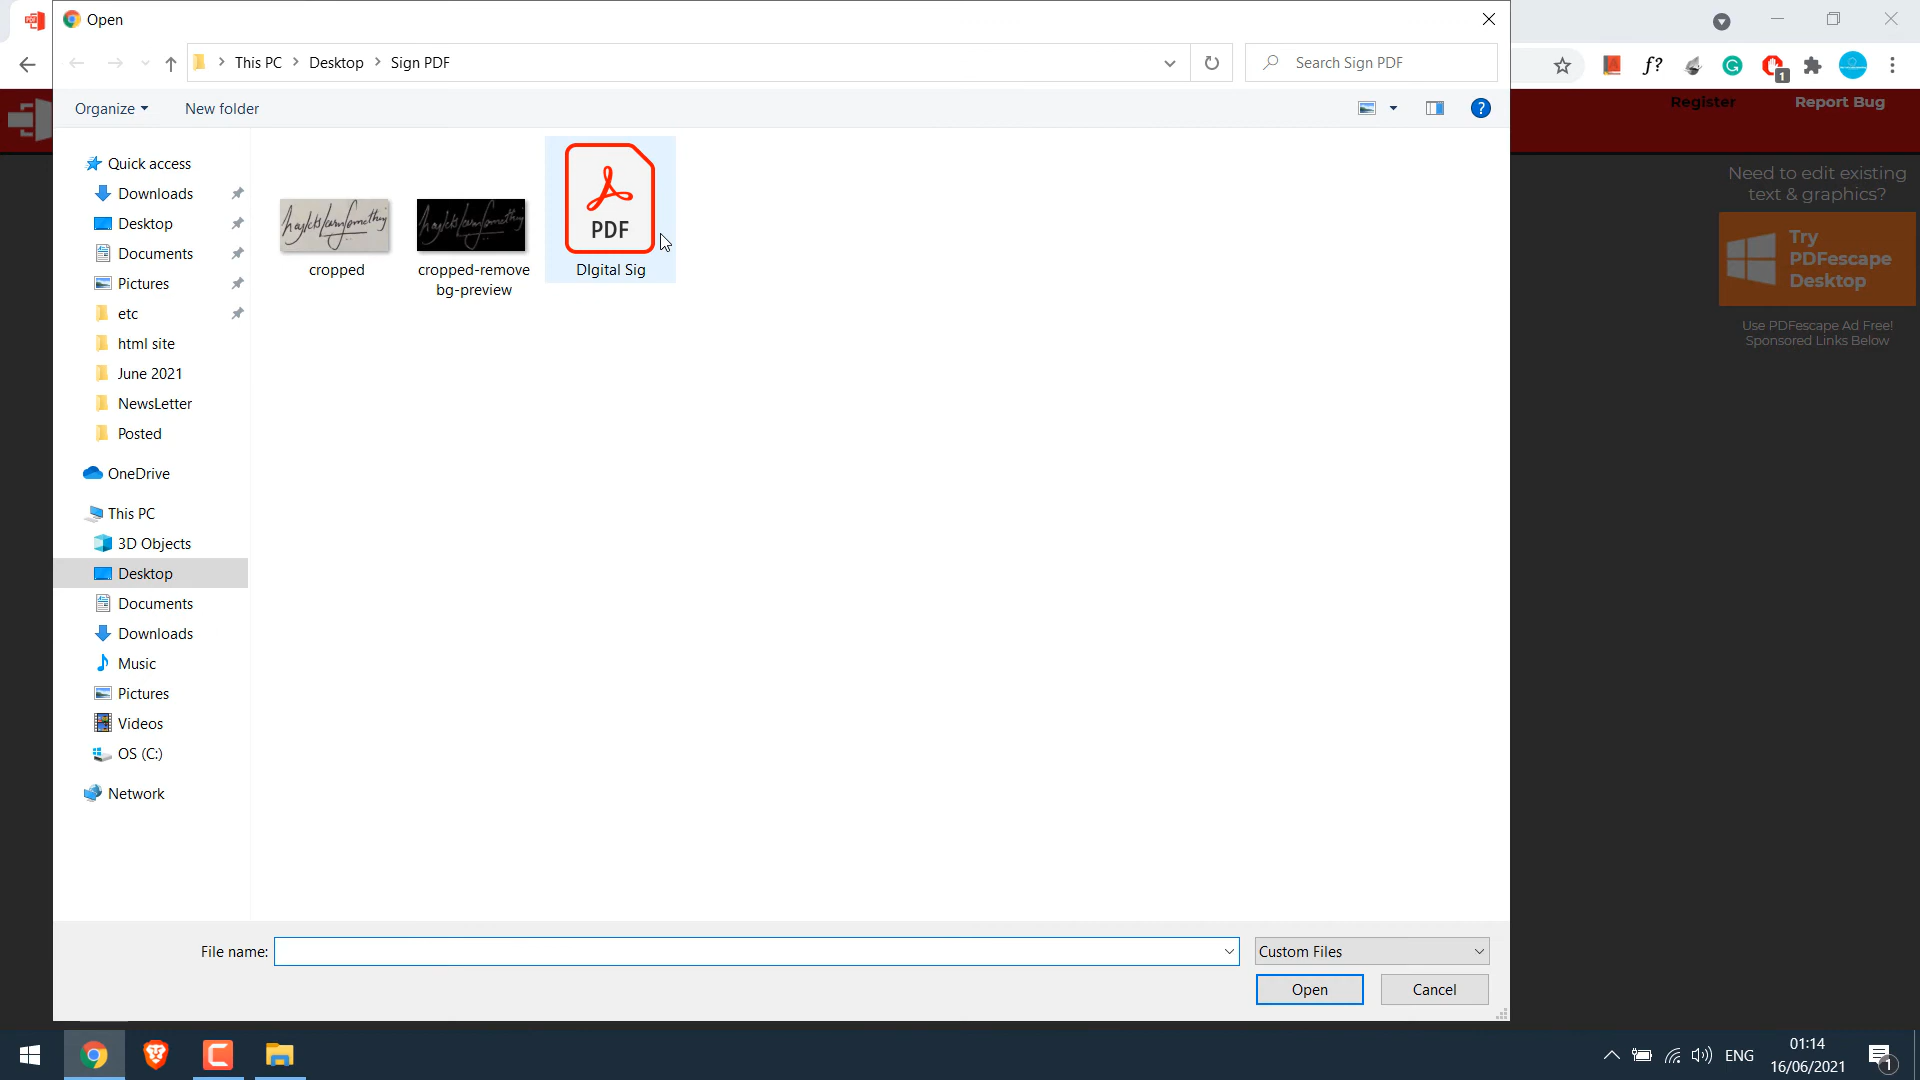 Open
This PC
Desktop
Sign PDF
Search Sign PDF
f?
1
Organize
New folder
?
Register
Report Bug
Quick access
Downloads
Desktop
Documents
Pictures
etc
html site
June 2021
NewsLetter
Posted
OneDrive
This PC
3D Objects
Desktop
Documents
Downloads
Music
Pictures
Videos
OS (C:)
Network
PDF
cropped
cropped-remove
bg-preview
DIgital Sig
Need to edit existing
text & graphics?
Try
PDFescape
Desktop
Use PDFescape Ad Free!
Sponsored Links Below
File name:
Custom Files
Open
Cancel
ENG
01:14
16/06/2021
1